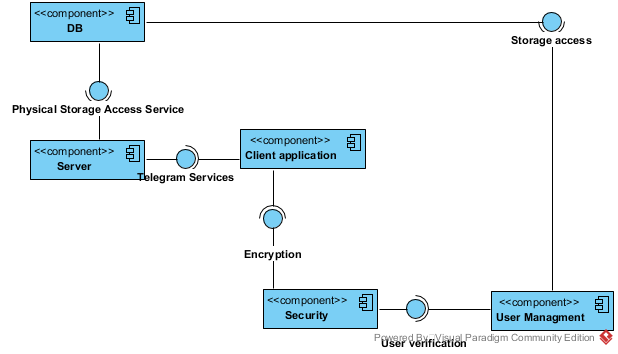 <<component>>
DB
Storage access
Physical Storage Access Service
<<component>>
Server
Telegram Services
<<component>>
Client application
Encryption
<<component>>
Security
<<component>>
User Managment
Powered By Visual Paradigm Community Edition
User verification